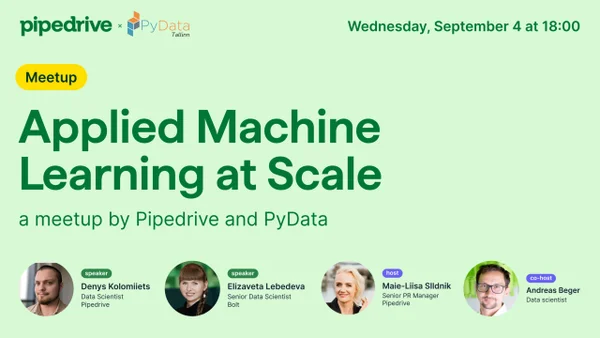 pipedrive × PyData Tallinn
Wednesday, September 4 at 18:00
Meetup
Applied Machine
Learning at Scale
a meetup by Pipedrive and PyData
speaker
Denys Kolomiiets
Data Scientist
Pipedrive
speaker
Elizaveta Lebedeva
Senior Data Scientist
Bolt
host
Maie-Liisa Slldnik
Senior PR Manager
Pipedrive
co-host
Andreas Beger
Data scientist